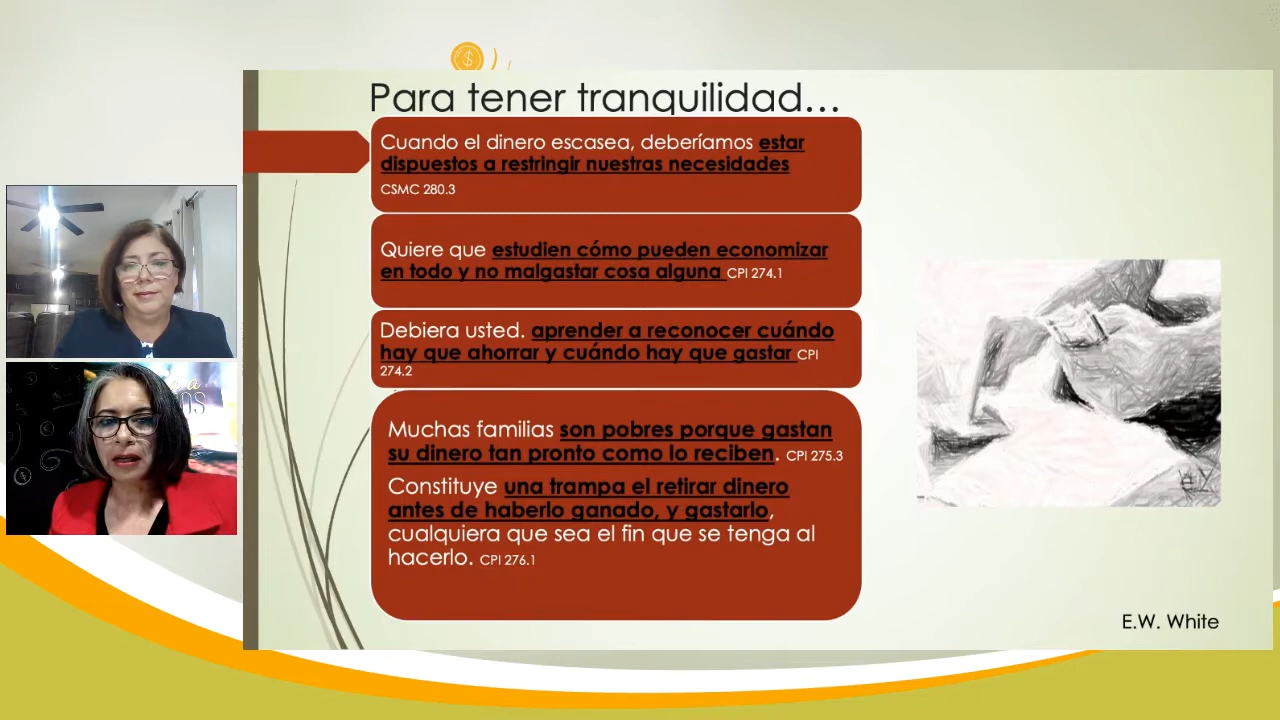 Para tener tranquilidad...
Cuando el dinero escasea, deberíamos estar
dispuestos a restringir nuestras necesidades
CSMC 280.3
Quiere que estudien cómo pueden economizar
en todo y no malgastar cosa alguna CPI 274.1
Debiera usted. aprender a reconocer cuándo
hay que ahorrar y cuándo hay que gastar CPI
274.2
Muchas familias son pobres porque gastan
su dinero tan pronto como lo reciben. CPI 275.3
Constituye una trampa el retirar dinero
antes de haberlo ganado, y gastarlo,
cualquiera que sea el fin que se tenga al
hacerlo. CPI 276.1
E.W. White